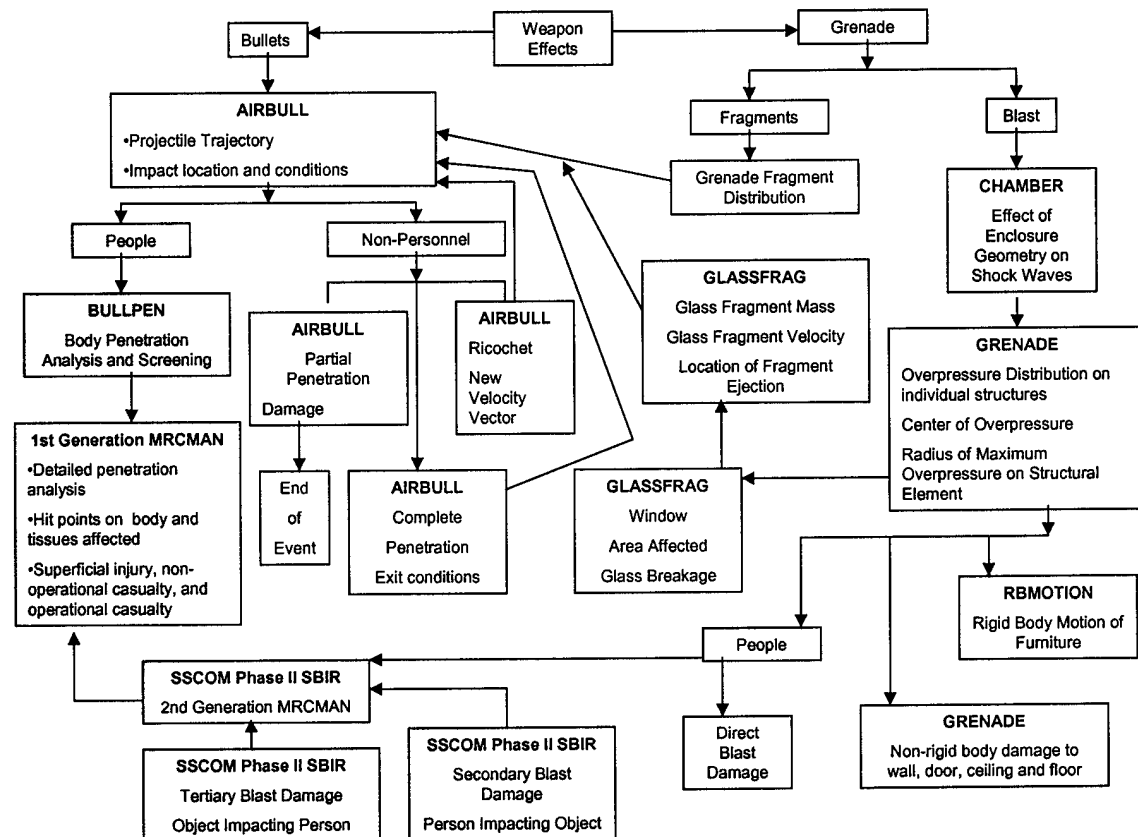 Weapon
Effects
Bullets
Grenade
AIRBULL
•Projectile Trajectory
•Impact location and conditions
Fragments
Blast
Grenade Fragment
Distribution
CHAMBER
Effect of
Enclosure
Geometry on
Shock Waves
People
Non-Personnel
BULLPEN
Body Penetration
Analysis and Screening
AIRBULL
Partial
Penetration
Damage
AIRBULL
Ricochet
New
Velocity
Vector
GLASSFRAG
Glass Fragment Mass
Glass Fragment Velocity
Location of Fragment
Ejection
GRENADE
Overpressure Distribution on
individual structures
Center of Overpressure
Radius of Maximum
Overpressure on Structural
Element
1st Generation MRCMAN
•Detailed penetration
analysis
•Hit points on body and
tissues affected
•Superficial injury, non-
operational casualty, and
operational casualty
End
of
Event
AIRBULL
Complete
Penetration
Exit conditions
GLASSFRAG
Window
Area Affected
Glass Breakage
RBMOTION
Rigid Body Motion of
Furniture
People
SSCOM Phase II SBIR
2nd Generation MRCMAN
SSCOM Phase II SBIR
Tertiary Blast Damage
Object Impacting Person
SSCOM Phase II SBIR
Secondary Blast
Damage
Person Impacting Object
Direct
Blast
Damage
GRENADE
Non-rigid body damage to
wall, door, ceiling and floor